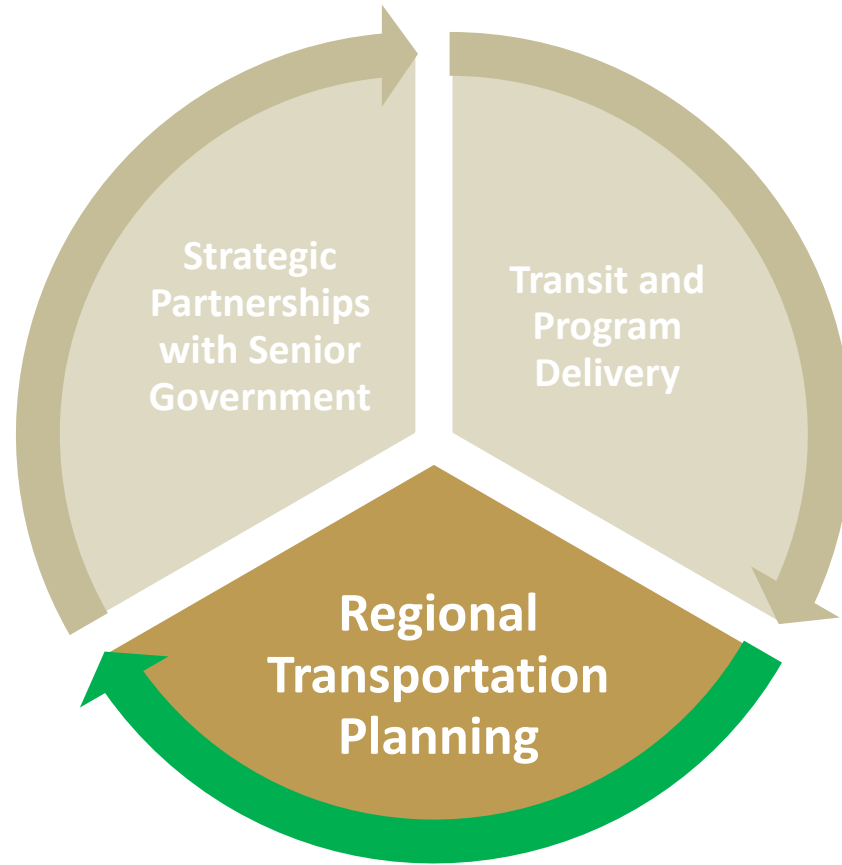 Strategic
Partnerships
with Senior
Government
Transit and
Program
Delivery
Regional
Transportation
Planning